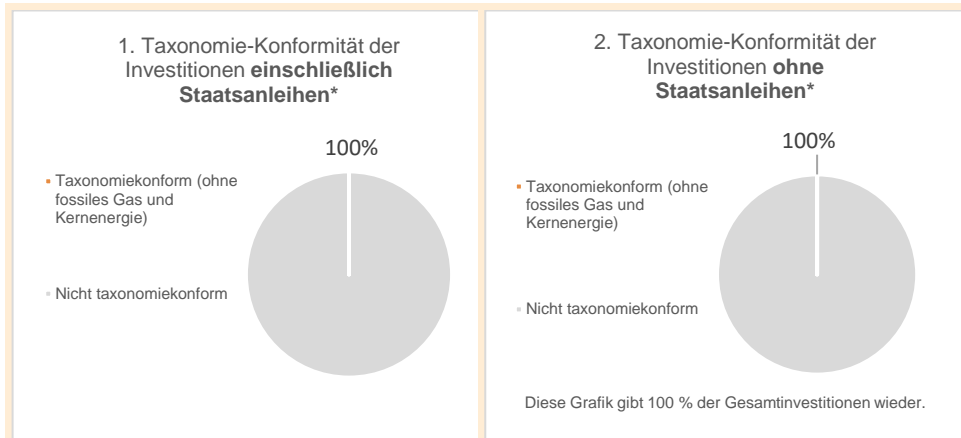 1. Taxonomie-Konformität der
Investitionen einschließlich
Staatsanleihen*
100%
Taxonomiekonform (ohne
fossiles Gas und
Kernenergie)
Nicht taxonomiekonform
2. Taxonomie-Konformität der
Investitionen ohne
Staatsanleihen*
100%
Taxonomiekonform (ohne
fossiles Gas und
Kernenergie)
Nicht taxonomiekonform
Diese Grafik gibt 100 % der Gesamtinvestitionen wieder.